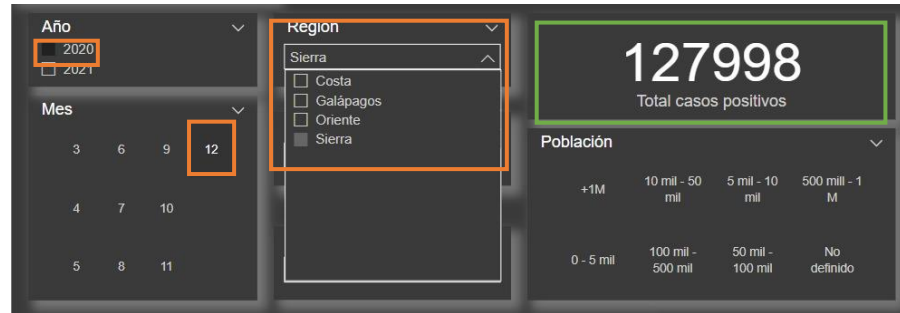 Año
2020
2021
Mes
3 6 9 12
4 7 10
5 8 11
Región
Sierra
Costa
Galápagos
Oriente
Sierra
127998
Total casos positivos
Población
+1M
10 mil - 50
mil
5 mil - 10
mil
500 mill - 1
M
0 - 5 mil
100 mil -
500 mil
50 mil -
100 mil
No
definido